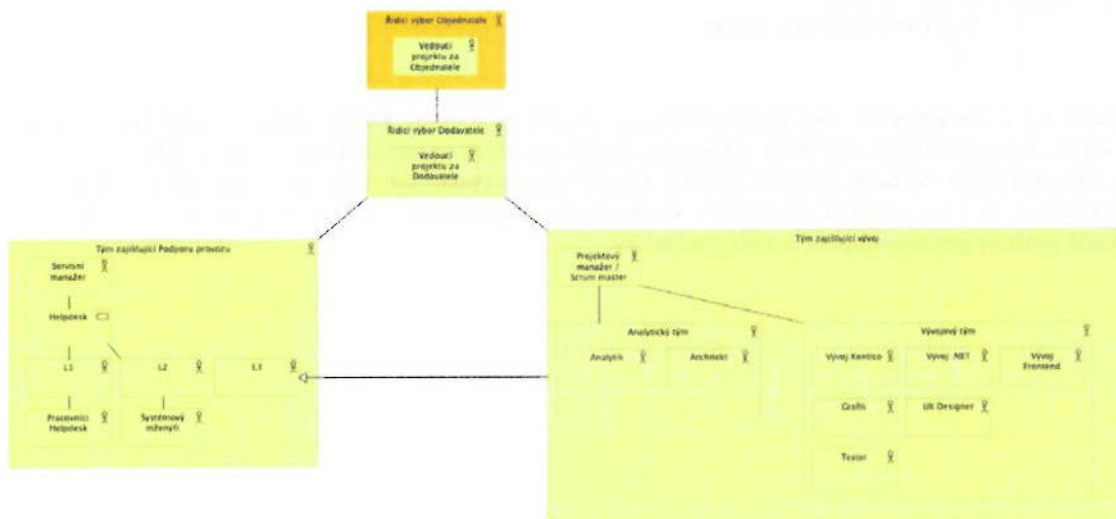 Řídící výbor Objednatele
Vedoucí
projektu za
Objednatele
Řídící výbor Dodavatele
Vedoucí
projektu za
Dodavatele
Tým zajišťující Podporu provozu
Servisní
manažer
Helpdesk
L1
L2
L3
Pracovníci
Helpdesk
Systémový
inženýři
Tým zajišťující vývoj
Projektový
manažer /
Scrum master
Analytický tým
Analytik
Architekt
Vývojový tým
Vývoj Kentico
Vývoj .NET
Vývoj
Frontend
Grafik
UX Designer
Tester